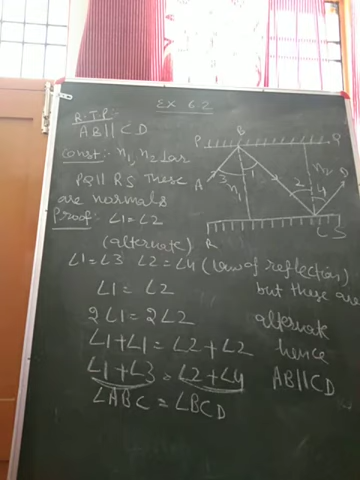 EX 6.2
R.T.P:-
AB||CD
Const:- n1, n2 ⊥ar
PQ || RS These
are normals
Proof:- ∠1=∠2
(alternate)
∠1=∠3 ∠2=∠4 (law of reflection)
∠1 = ∠2
but these are
2∠1 = 2∠2
alternate
∠1+∠1 = ∠2+∠2
hence
∠1+∠3 = ∠2+∠4
AB||CD
∠ABC = ∠BCD
P B Q
A 3 1 n1
2 4 n2 D
R C S